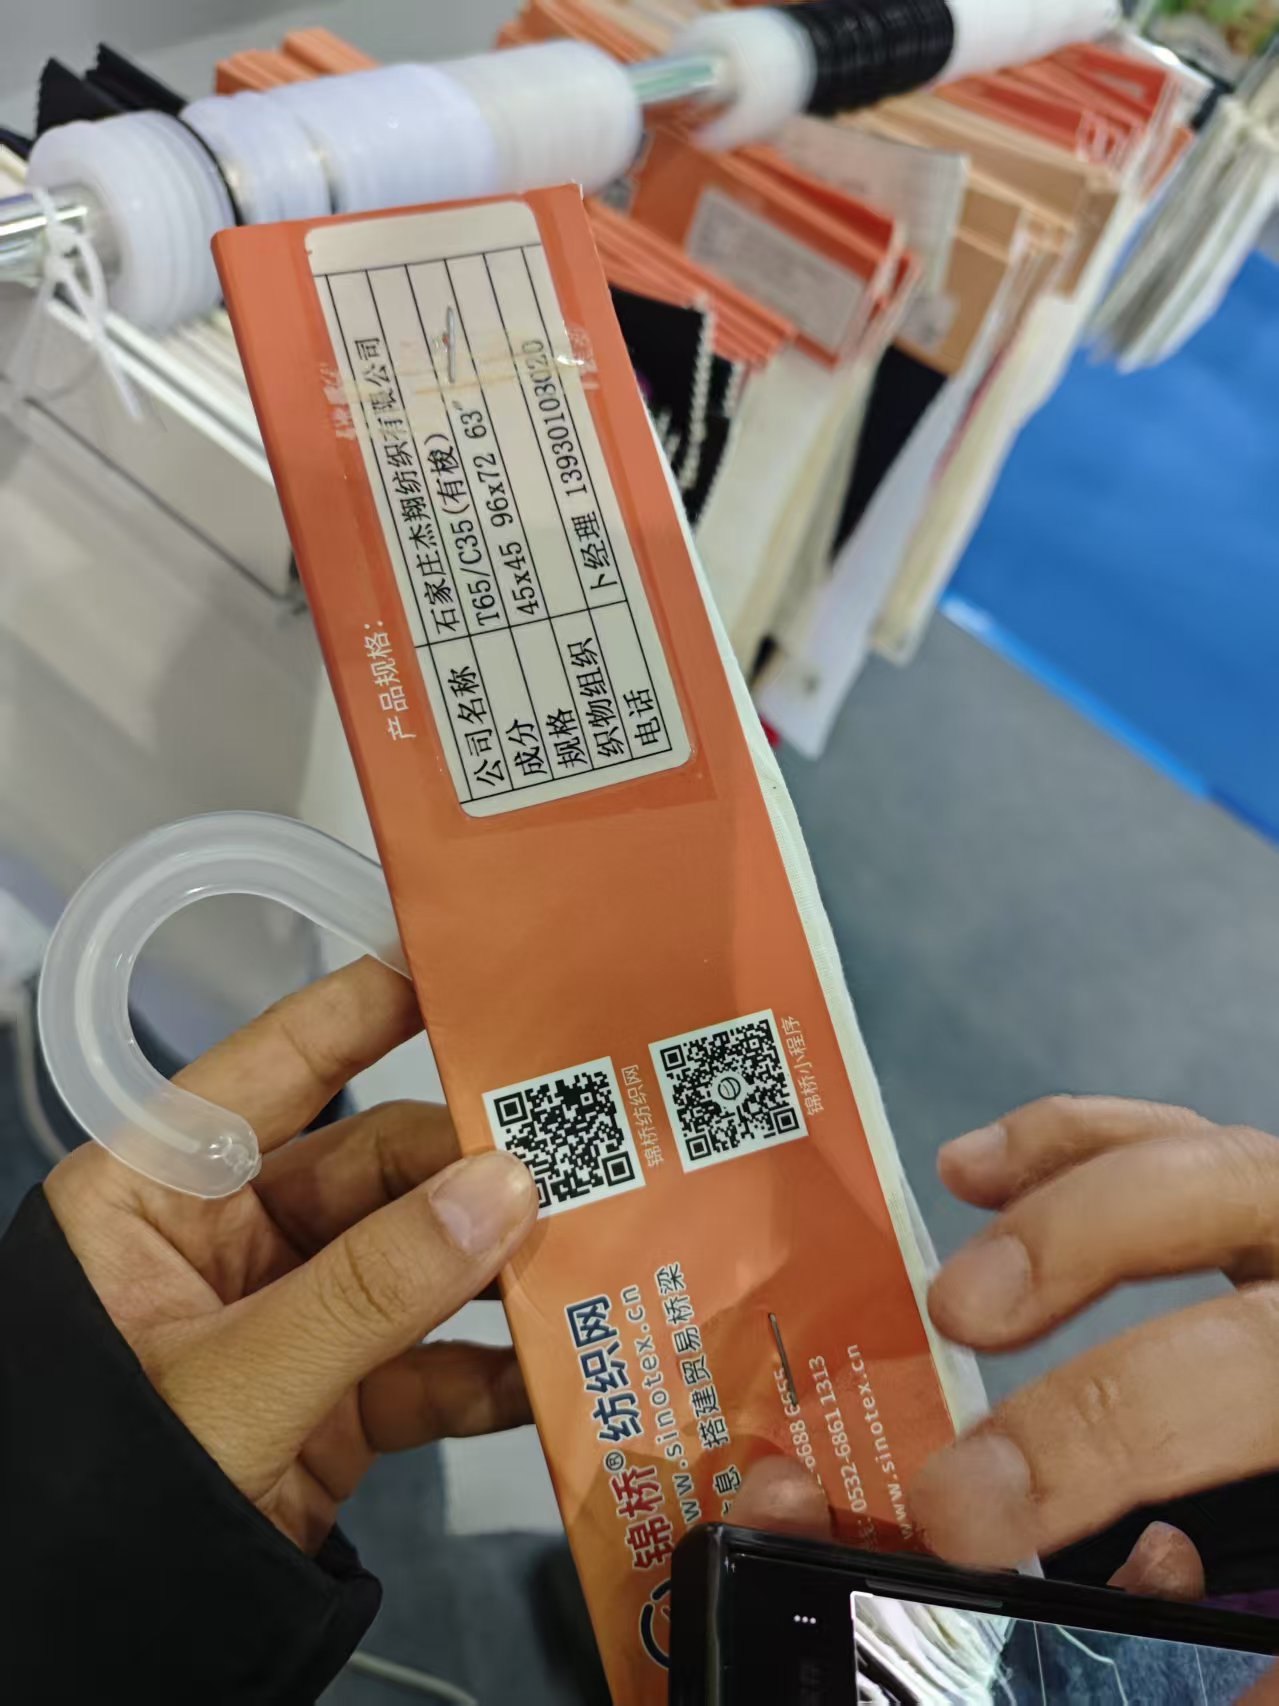 产品规格：
公司名称 石家庄杰翔纺织有限公司
成分 T65/C35(有梭)
规格 45x45 96x72 63"
织物组织
电话 卜经理 13930103020
锦桥纺织网
锦桥小程序
锦桥® 纺织网
www.sinotex.cn
息 搭建贸易桥梁
6688 6555
0532-6861 1313
www.sinotex.cn